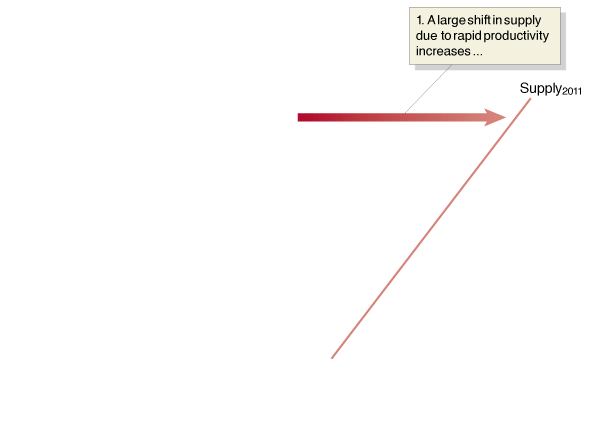 1. A large shift in supply
due to rapid productivity
increases ...
Supply2011